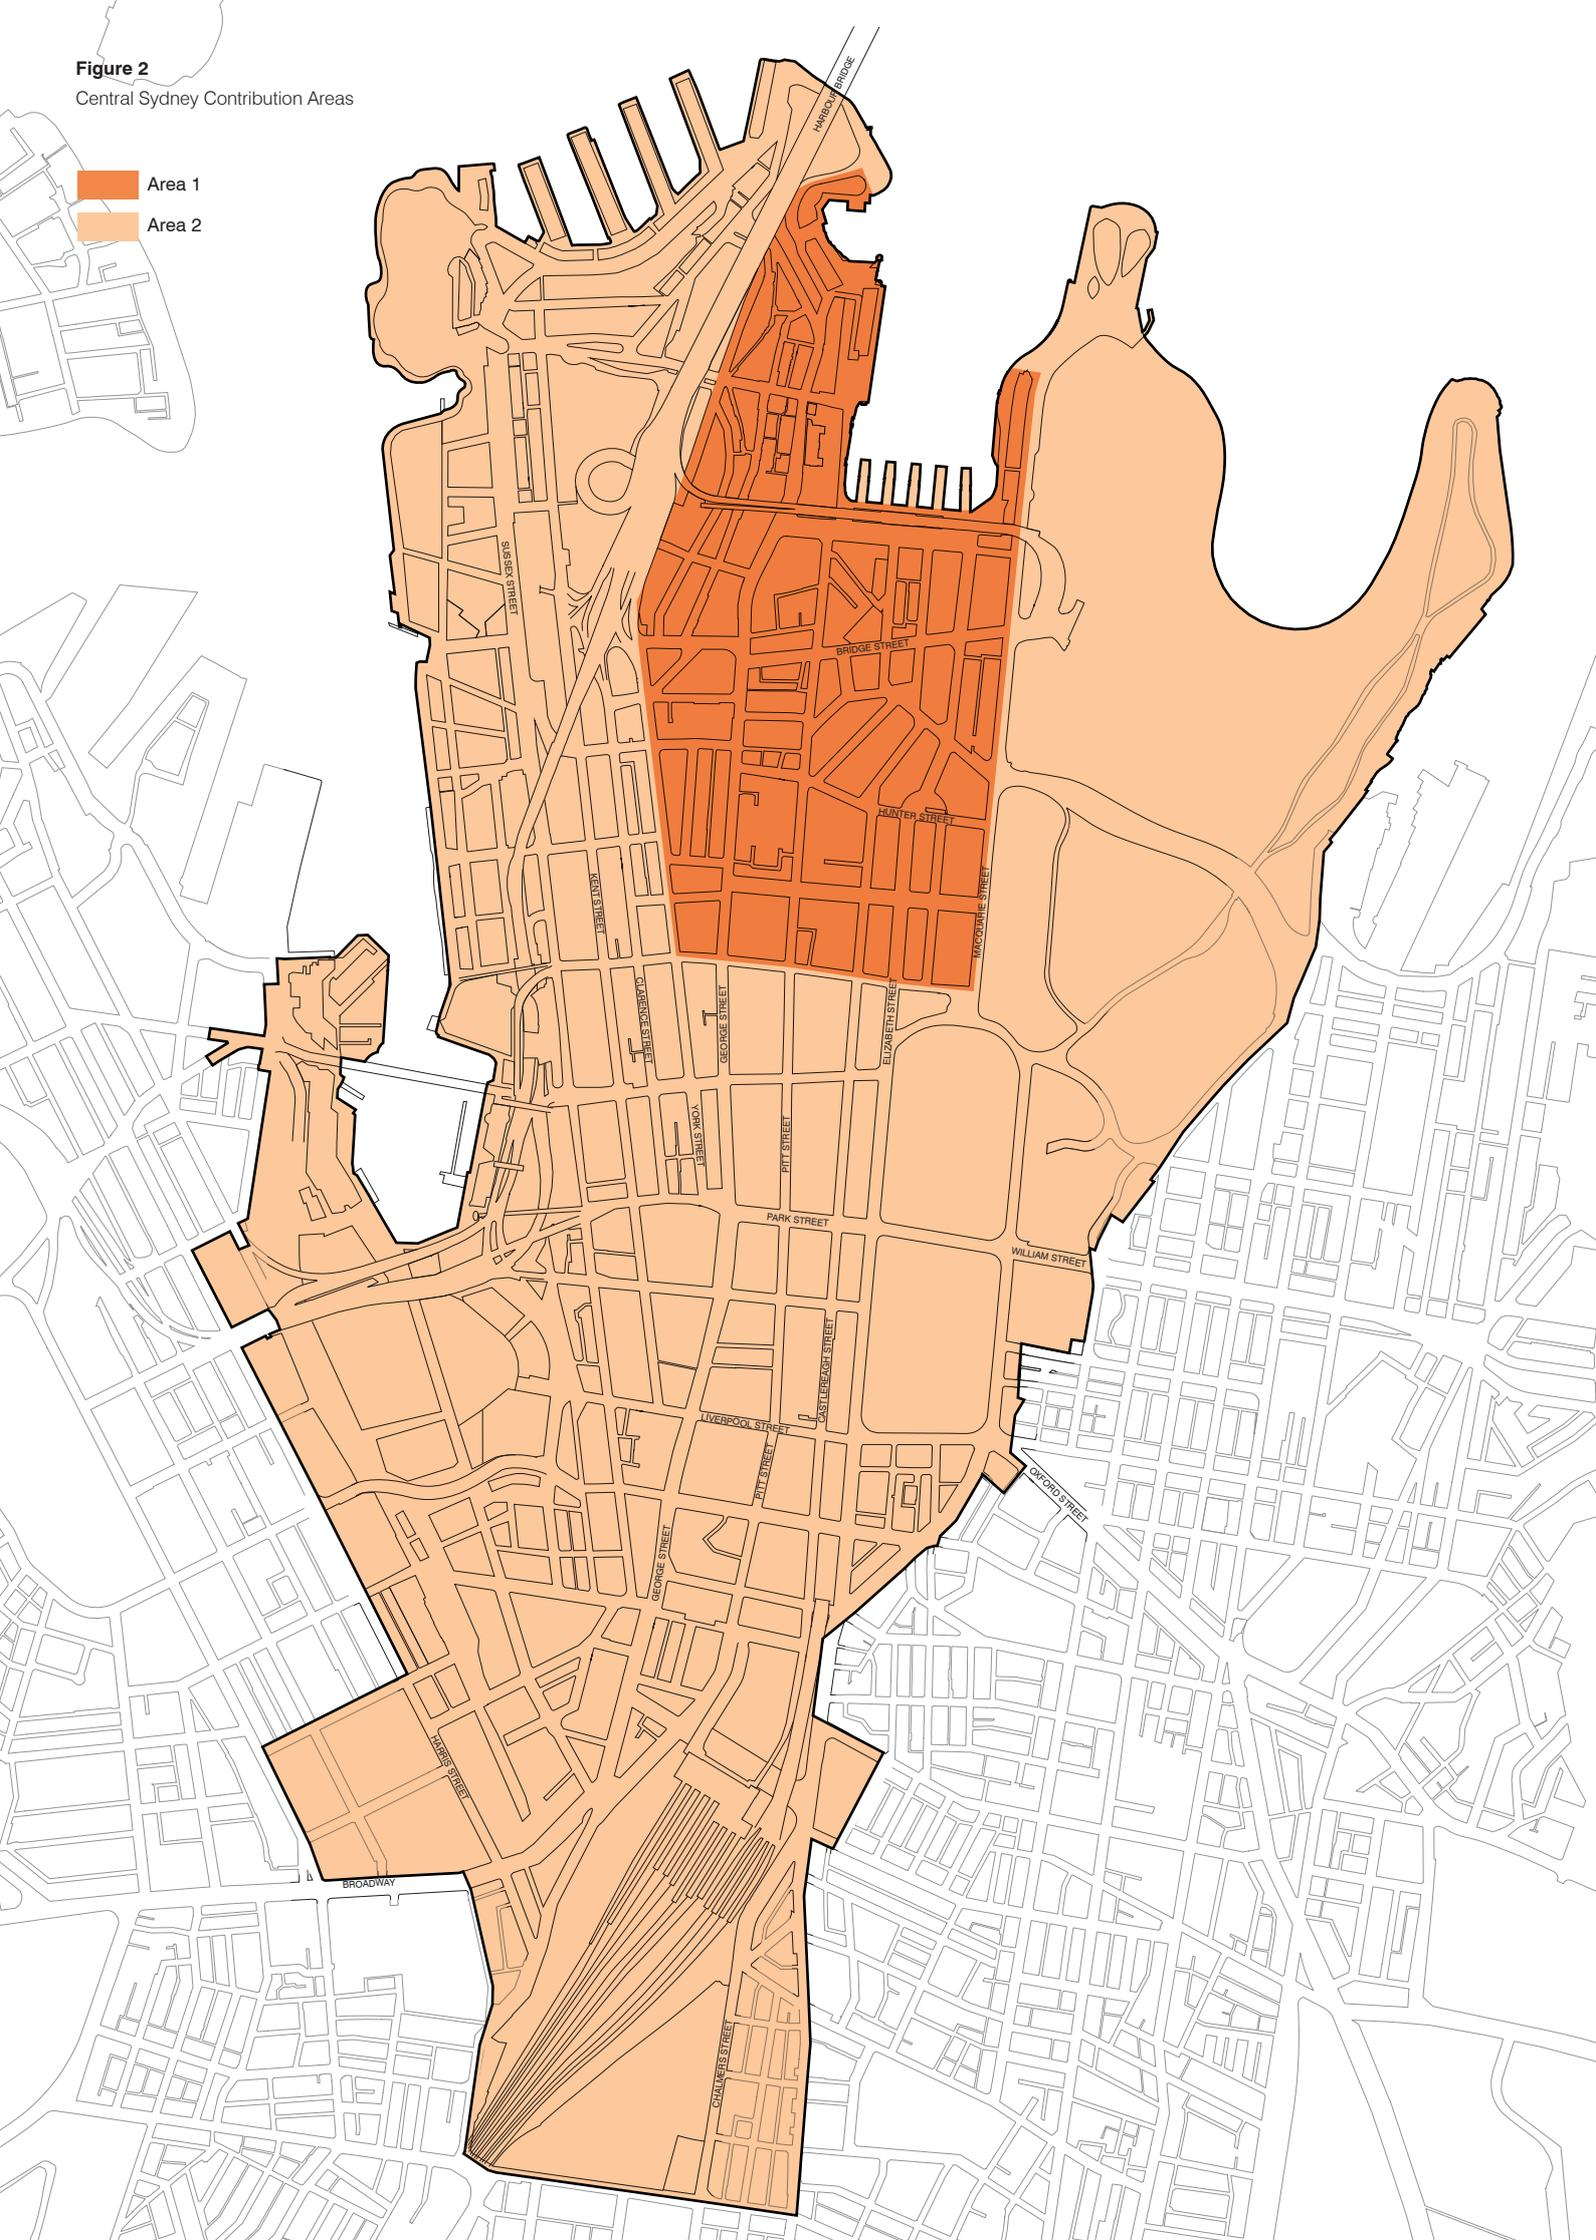 Figure 2
Central Sydney Contribution Areas
Area 1
Area 2
HARBOUR BRIDGE
SUSSEX STREET
BRIDGE STREET
HUNTER STREET
KENT STREET
MACQUARIE STREET
CLARENCE STREET
GEORGE STREET
ELIZABETH STREET
YORK STREET
PITT STREET
PARK STREET
WILLIAM STREET
CASTLEREAGH STREET
LIVERPOOL STREET
PITT STREET
OXFORD STREET
GEORGE STREET
HARRIS STREET
BROADWAY
CHALMERS STREET